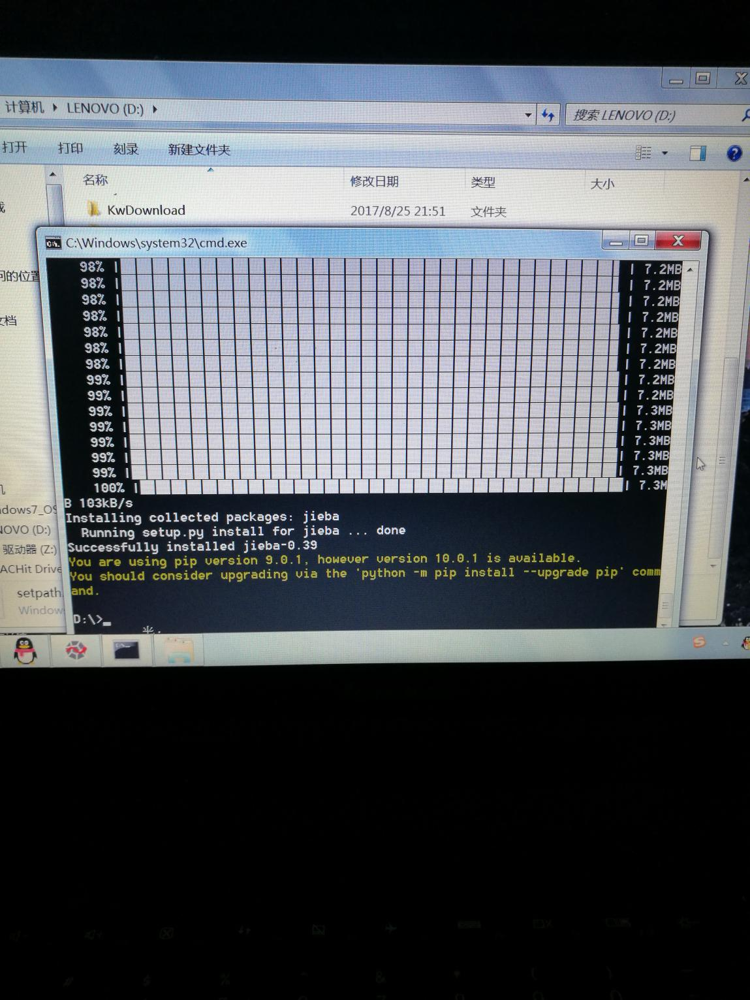 计算机 ▸ LENOVO (D:) ▸
搜索 LENOVO (D:)
打开 打印 刻录 新建文件夹
名称 修改日期 类型 大小
KwDownload 2017/8/25 21:51 文件夹
C:\Windows\system32\cmd.exe
问的位置
文档
98% | | 7.2MB
98% | | 7.2MB
98% | | 7.2MB
98% | | 7.2MB
98% | | 7.2MB
98% | | 7.2MB
98% | | 7.2MB
99% | | 7.2MB
99% | | 7.2MB
99% | | 7.3MB
99% | | 7.3MB
99% | | 7.3MB
99% | | 7.3MB
99% | | 7.3MB
100% | | 7.3M
B 103kB/s
Installing collected packages: jieba
Running setup.py install for jieba ... done
Successfully installed jieba-0.39
You are using pip version 9.0.1, however version 10.0.1 is available.
You should consider upgrading via the 'python -m pip install --upgrade pip' comm
and.
D:\>_
半
ndows7_OS
NOVO (D:)
驱动器 (Z:)
ACHit Drive
setpath
Window